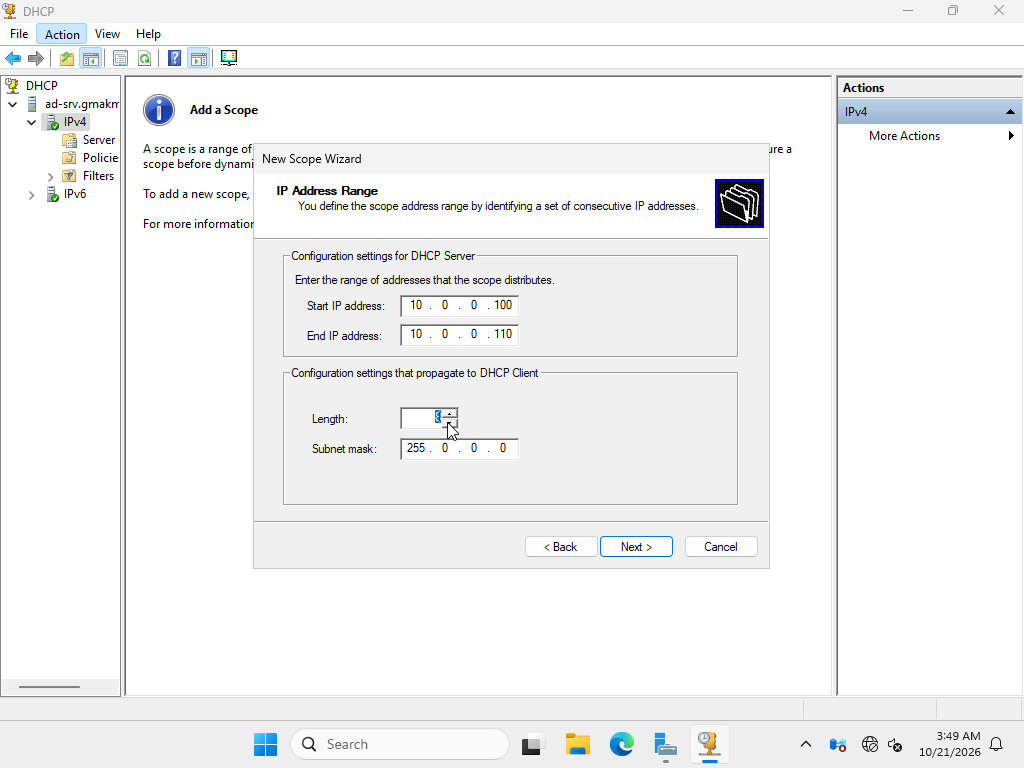 DHCP
File Action View Help
DHCP
ad-srv.gmakm
IPv4
Server
Policie
Filters
IPv6
Add a Scope
A scope is a range of
ure a
scope before dynami
To add a new scope,
For more information
New Scope Wizard
IP Address Range
You define the scope address range by identifying a set of consecutive IP addresses.
Configuration settings for DHCP Server
Enter the range of addresses that the scope distributes.
Start IP address: 10 . 0 . 0 . 100
End IP address: 10 . 0 . 0 . 110
Configuration settings that propagate to DHCP Client
Length: 8
Subnet mask: 255 . 0 . 0 . 0
< Back Next > Cancel
Actions
IPv4
More Actions
Search
3:49 AM
10/21/2026